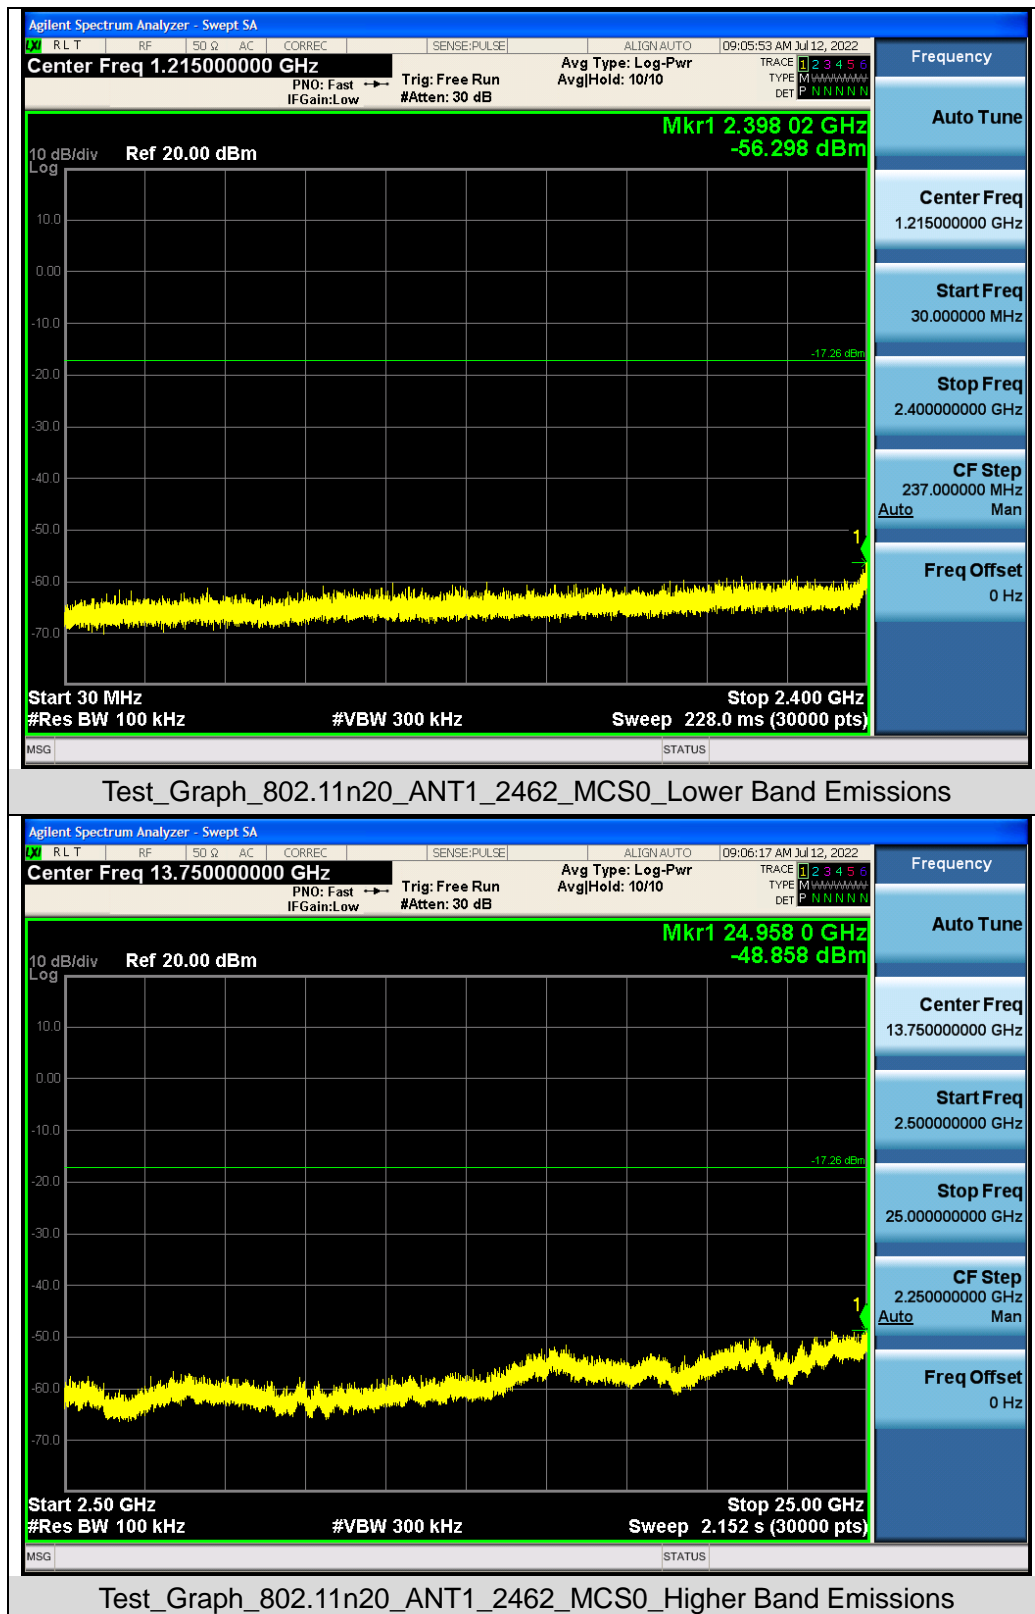 Agilent Spectrum Analyzer - Swept SA
LXI RLT RF 50 Ω AC CORREC SENSE:PULSE ALIGN AUTO 09:05:53 AM Jul 12, 2022
Center Freq 1.215000000 GHz
PNO: Fast
IFGain:Low
Trig: Free Run
#Atten: 30 dB
Avg Type: Log-Pwr
Avg|Hold: 10/10
TRACE 1 2 3 4 5 6
TYPE M
DET P N N N N N
Mkr1 2.398 02 GHz
-56.298 dBm
10 dB/div
Log
Ref 20.00 dBm
10.0
0.00
-10.0
-17.26 dBm
-20.0
-30.0
-40.0
-50.0
1
-60.0
-70.0
Start 30 MHz
Stop 2.400 GHz
#Res BW 100 kHz
#VBW 300 kHz
Sweep 228.0 ms (30000 pts)
MSG
STATUS
Frequency
Auto Tune
Center Freq
1.215000000 GHz
Start Freq
30.000000 MHz
Stop Freq
2.400000000 GHz
CF Step
237.000000 MHz
Auto Man
Freq Offset
0 Hz
Test_Graph_802.11n20_ANT1_2462_MCS0_Lower Band Emissions
Agilent Spectrum Analyzer - Swept SA
LXI RLT RF 50 Ω AC CORREC SENSE:PULSE ALIGN AUTO 09:06:17 AM Jul 12, 2022
Center Freq 13.750000000 GHz
PNO: Fast
IFGain:Low
Trig: Free Run
#Atten: 30 dB
Avg Type: Log-Pwr
Avg|Hold: 10/10
TRACE 1 2 3 4 5 6
TYPE M
DET P N N N N N
Mkr1 24.958 0 GHz
-48.858 dBm
10 dB/div
Log
Ref 20.00 dBm
10.0
0.00
-10.0
-17.26 dBm
-20.0
-30.0
-40.0
1
-50.0
-60.0
-70.0
Start 2.50 GHz
Stop 25.00 GHz
#Res BW 100 kHz
#VBW 300 kHz
Sweep 2.152 s (30000 pts)
MSG
STATUS
Frequency
Auto Tune
Center Freq
13.750000000 GHz
Start Freq
2.500000000 GHz
Stop Freq
25.000000000 GHz
CF Step
2.250000000 GHz
Auto Man
Freq Offset
0 Hz
Test_Graph_802.11n20_ANT1_2462_MCS0_Higher Band Emissions